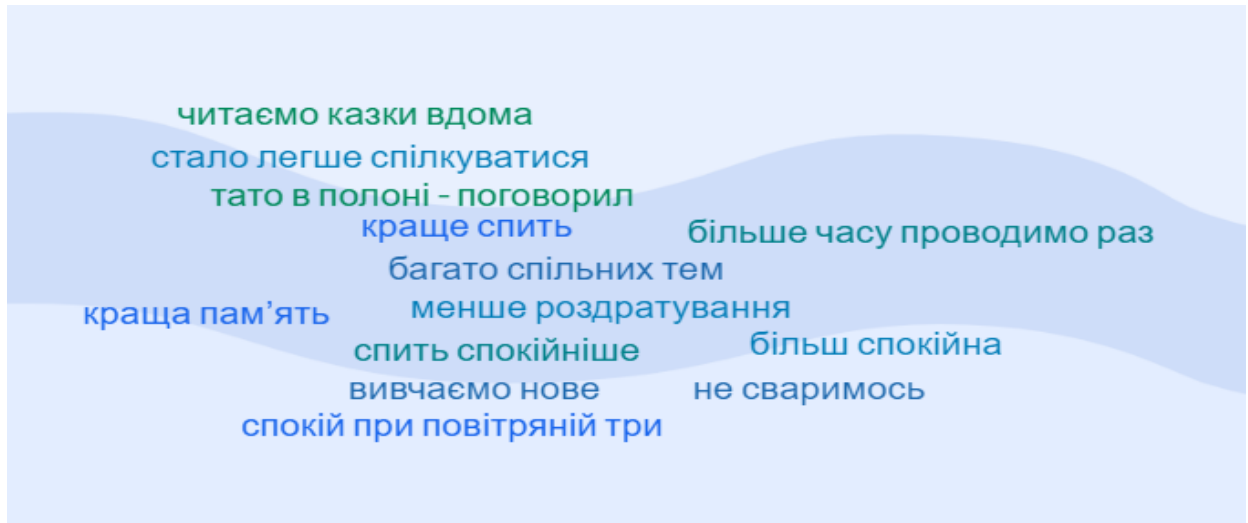 читаємо казки вдома
стало легше спілкуватися
тато в полоні - поговорил
краще спить
більше часу проводимо раз
багато спільних тем
менше роздратування
краща пам’ять
спить спокійніше
більш спокійна
вивчаємо нове
не сваримось
спокій при повітряній три